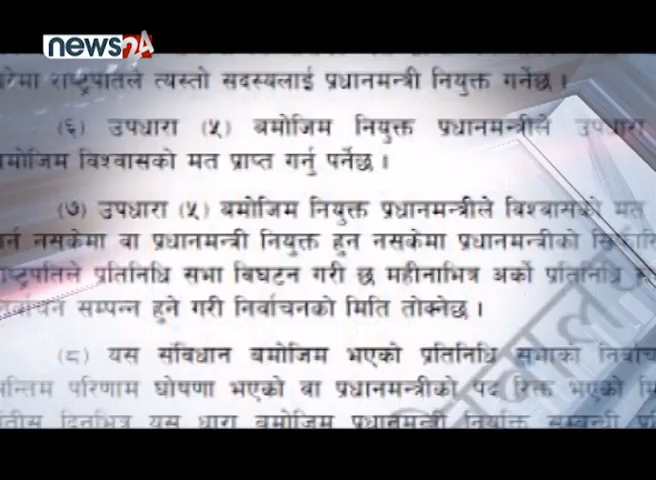 news24
राष्ट्रपतिले त्यस्तो सदस्यलाई प्रधानमन्त्री नियुक्त गर्नेछ ।
(६) उपधारा (५) बमोजिम नियुक्त प्रधानमन्त्रीले उपधारा
बमोजिम विश्वासको मत प्राप्त गर्नु पर्नेछ ।
(७) उपधारा (५) बमोजिम नियुक्त प्रधानमन्त्रीले विश्वासको मत
नसकेमा वा प्रधानमन्त्री नियुक्त हुन नसकेमा प्रधानमन्त्रीको
राष्ट्रपतिले प्रतिनिधि सभा विघटन गरी छ महीनाभित्र अर्को प्रतिनिधि
सम्पन्न हुने गरी निर्वाचनको मिति तोक्नेछ ।
(८) यस संविधान बमोजिम भएको प्रतिनिधि सभाको
परिणाम घोषणा भएको वा प्रधानमन्त्रीको पद रिक्त भएको
दिनभित्र यस धारा बमोजिम प्रधानमन्त्री नियुक्ति सम्बन्धी